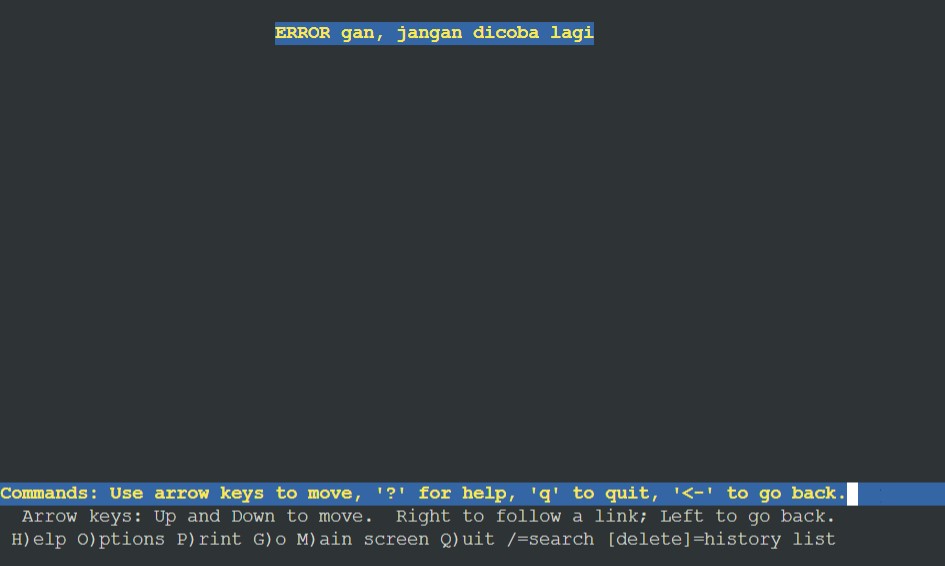 ERROR gan, jangan dicoba lagi
Commands: Use arrow keys to move, '?' for help, 'q' to quit, '<-' to go back.
Arrow keys: Up and Down to move.  Right to follow a link; Left to go back.
H)elp O)ptions P)rint G)o M)ain screen Q)uit /=search [delete]=history list